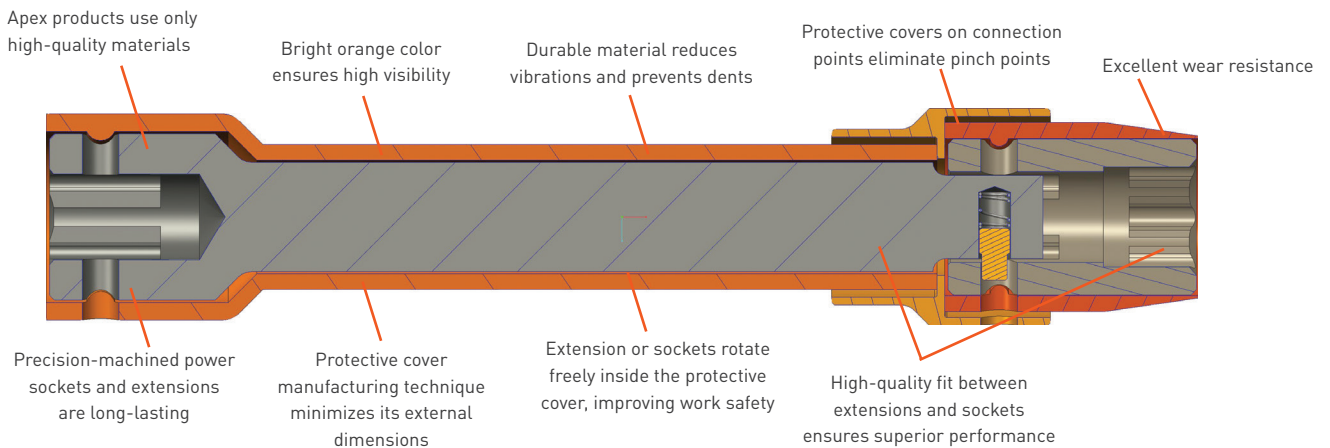 Apex products use only
high-quality materials
Bright orange color
ensures high visibility
Durable material reduces
vibrations and prevents dents
Protective covers on connection
points eliminate pinch points
Excellent wear resistance
Precision-machined power
sockets and extensions
are long-lasting
Protective cover
manufacturing technique
minimizes its external
dimensions
Extension or sockets rotate
freely inside the protective
cover, improving work safety
High-quality fit between
extensions and sockets
ensures superior performance